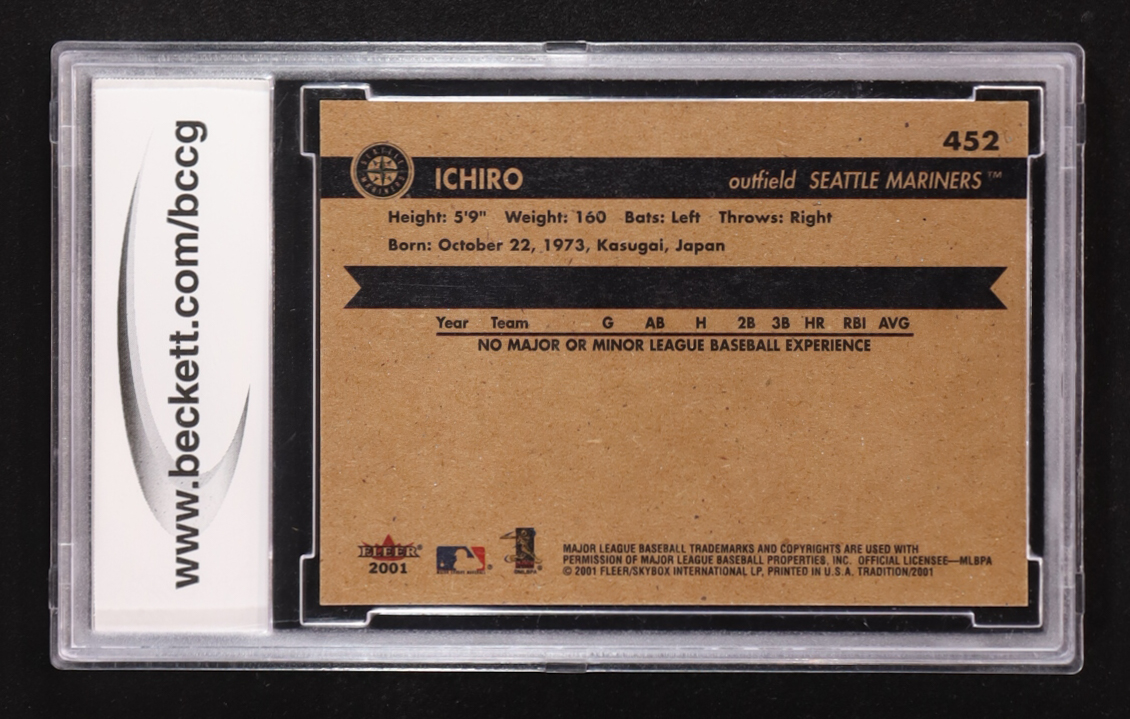 www.beckett.com/bccg
452
SEATTLE MARINERS
ICHIRO
outfield SEATTLE MARINERS™
Height: 5'9" Weight: 160 Bats: Left Throws: Right
Born: October 22, 1973, Kasugai, Japan
Year Team G AB H 2B 3B HR RBI AVG
NO MAJOR OR MINOR LEAGUE BASEBALL EXPERIENCE
FLEER®
2001
MAJOR LEAGUE BASEBALL TRADEMARKS AND COPYRIGHTS ARE USED WITH
PERMISSION OF MAJOR LEAGUE BASEBALL PROPERTIES, INC. OFFICIAL LICENSEE—MLBPA
© 2001 FLEER/SKYBOX INTERNATIONAL LP, PRINTED IN U.S.A. TRADITION/2001